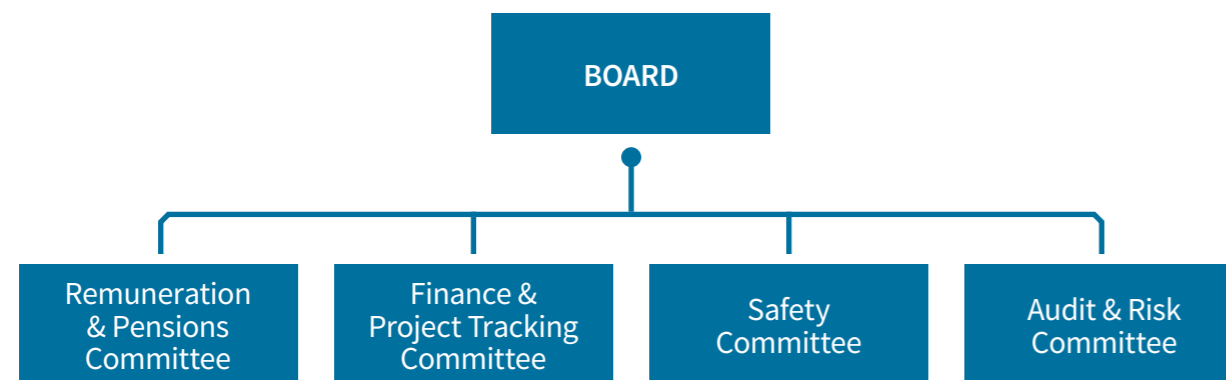 BOARD
Remuneration
& Pensions
Committee
Finance &
Project Tracking
Committee
Safety
Committee
Audit & Risk
Committee